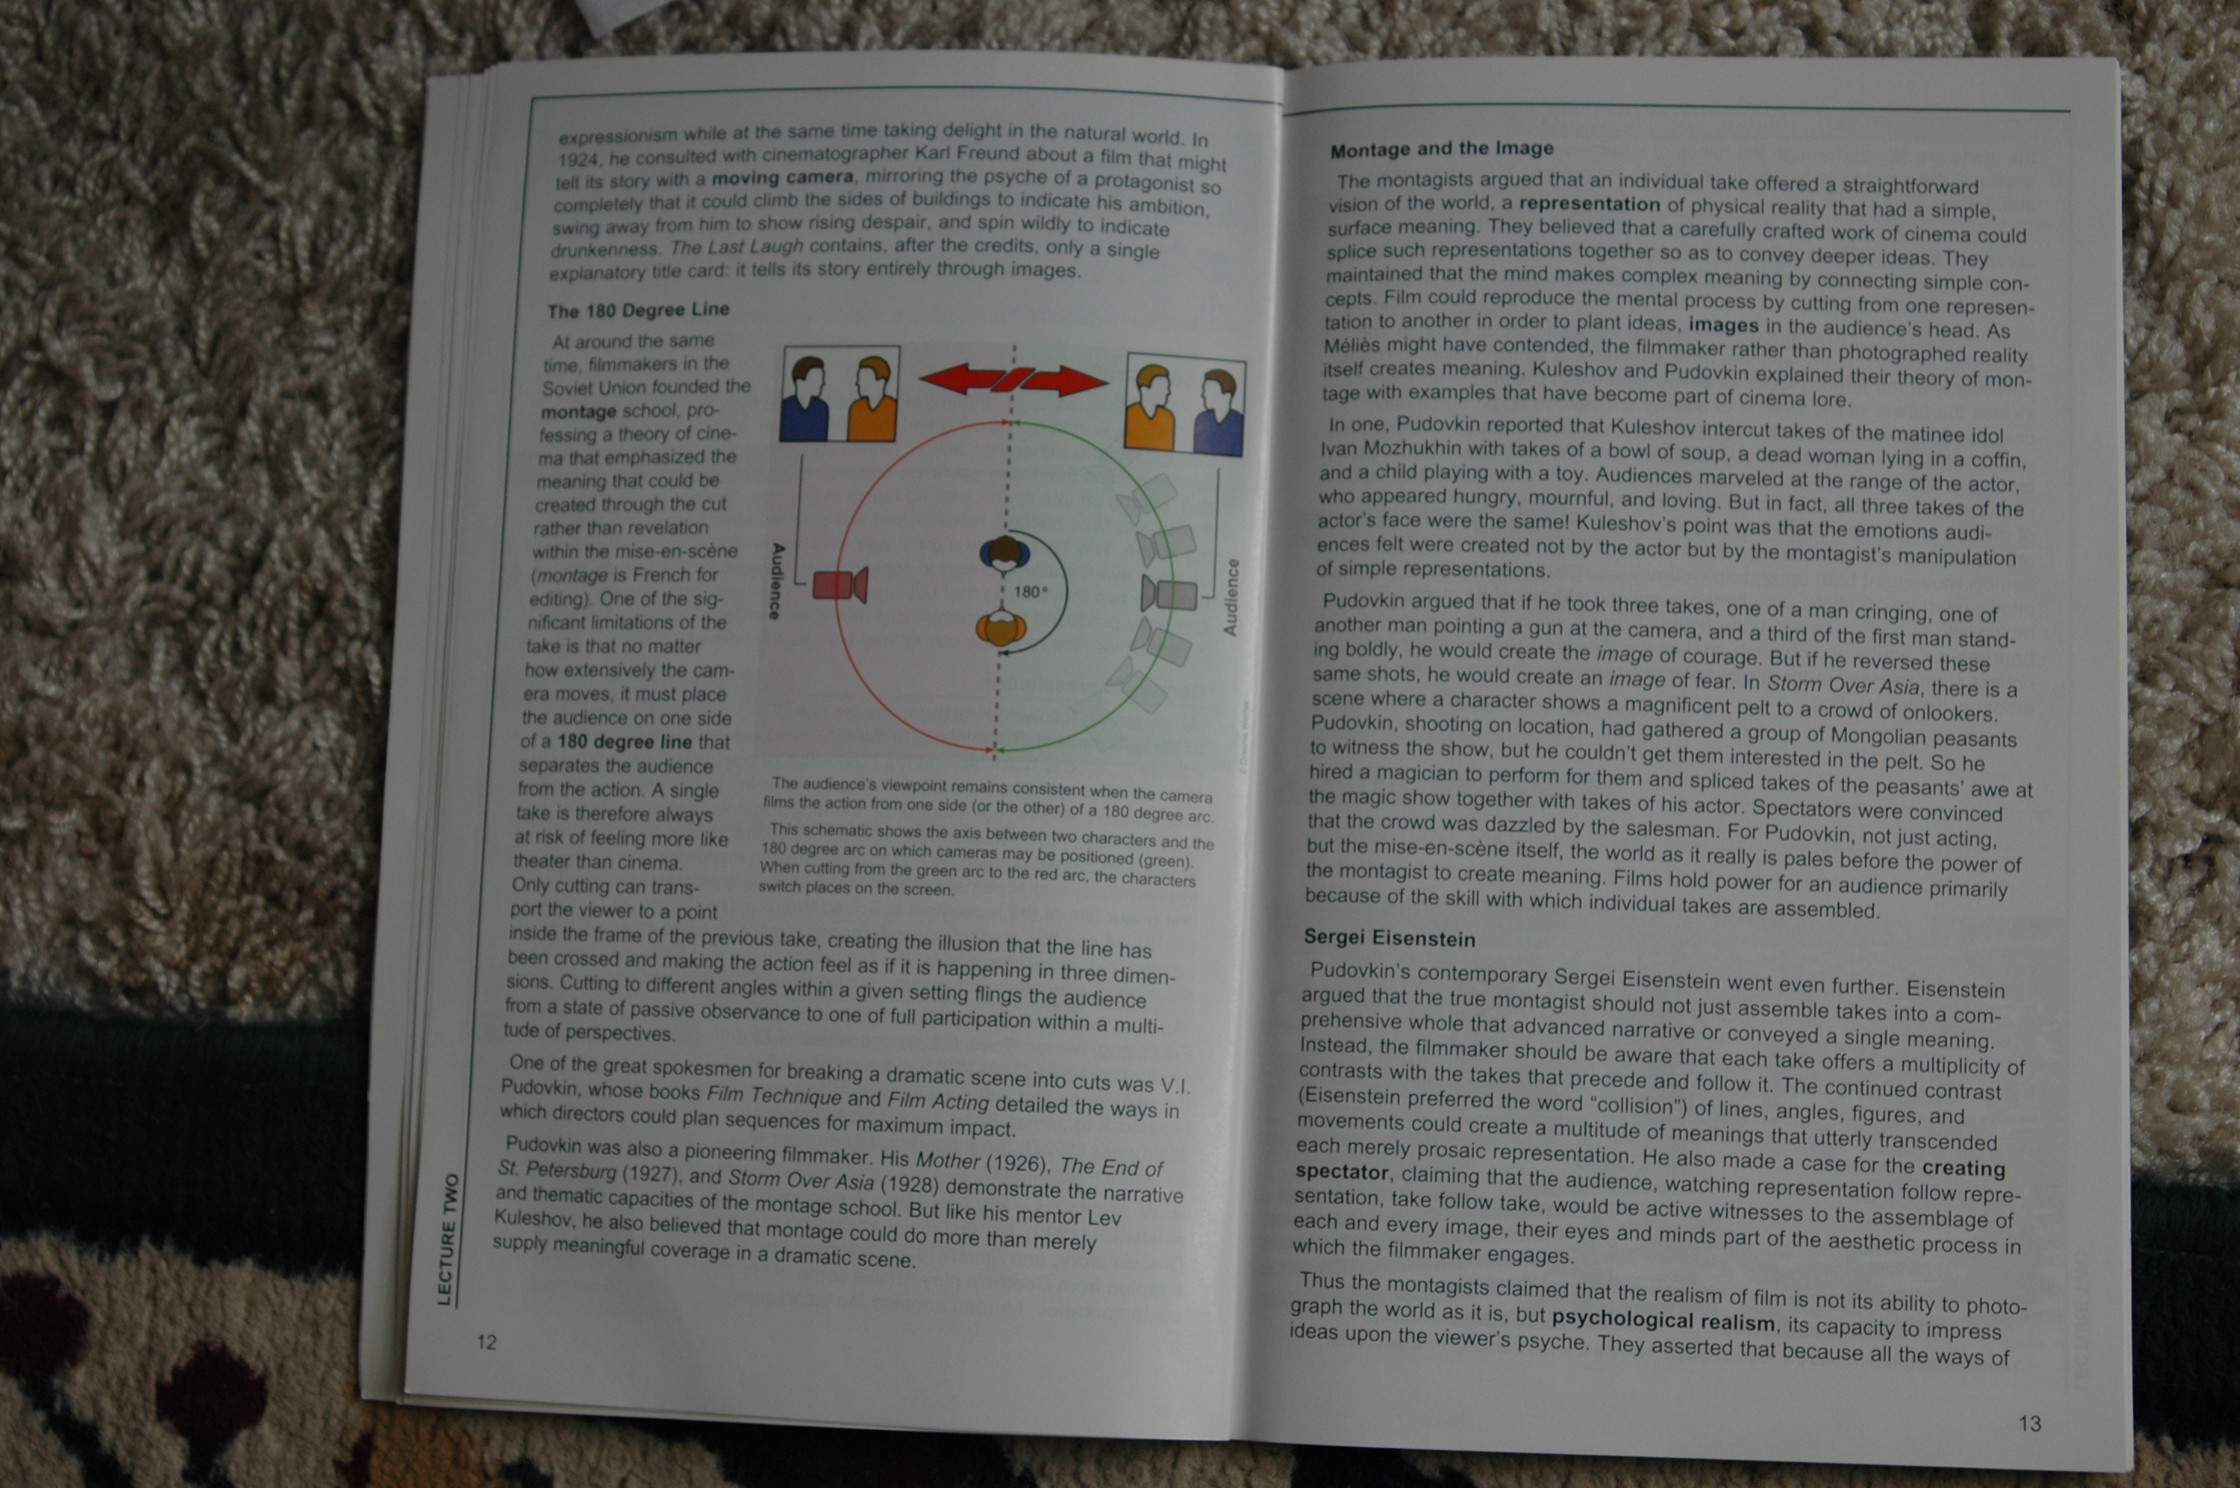 expressionism while at the same time taking delight in the natural world. In
1924, he consulted with cinematographer Karl Freund about a film that might
tell its story with a moving camera, mirroring the psyche of a protagonist so
completely that it could climb the sides of buildings to indicate his ambition,
swing away from him to show rising despair, and spin wildly to indicate
drunkenness. The Last Laugh contains, after the credits, only a single
explanatory title card: it tells its story entirely through images.
The 180 Degree Line
At around the same
time, filmmakers in the
Soviet Union founded the
montage school, pro-
fessing a theory of cine-
ma that emphasized the
meaning that could be
created through the cut
rather than revelation
within the mise-en-scène
(montage is French for
editing). One of the sig-
nificant limitations of the
take is that no matter
how extensively the cam-
era moves, it must place
the audience on one side
of a 180 degree line that
separates the audience
from the action. A single
take is therefore always
at risk of feeling more like
theater than cinema.
Only cutting can trans-
port the viewer to a point
inside the frame of the previous take, creating the illusion that the line has
been crossed and making the action feel as if it is happening in three dimen-
sions. Cutting to different angles within a given setting flings the audience
from a state of passive observance to one of full participation within a multi-
tude of perspectives.
Audience
180°
Audience
The audience's viewpoint remains consistent when the camera
films the action from one side (or the other) of a 180 degree arc.
This schematic shows the axis between two characters and the
180 degree arc on which cameras may be positioned (green).
When cutting from the green arc to the red arc, the characters
switch places on the screen.
One of the great spokesmen for breaking a dramatic scene into cuts was V.I.
Pudovkin, whose books Film Technique and Film Acting detailed the ways in
which directors could plan sequences for maximum impact.
Pudovkin was also a pioneering filmmaker. His Mother (1926), The End of
St. Petersburg (1927), and Storm Over Asia (1928) demonstrate the narrative
and thematic capacities of the montage school. But like his mentor Lev
Kuleshov, he also believed that montage could do more than merely
supply meaningful coverage in a dramatic scene.
LECTURE TWO
12
Montage and the Image
The montagists argued that an individual take offered a straightforward
vision of the world, a representation of physical reality that had a simple,
surface meaning. They believed that a carefully crafted work of cinema could
splice such representations together so as to convey deeper ideas. They
maintained that the mind makes complex meaning by connecting simple con-
cepts. Film could reproduce the mental process by cutting from one represen-
tation to another in order to plant ideas, images in the audience's head. As
Méliès might have contended, the filmmaker rather than photographed reality
itself creates meaning. Kuleshov and Pudovkin explained their theory of mon-
tage with examples that have become part of cinema lore.
In one, Pudovkin reported that Kuleshov intercut takes of the matinee idol
Ivan Mozhukhin with takes of a bowl of soup, a dead woman lying in a coffin,
and a child playing with a toy. Audiences marveled at the range of the actor,
who appeared hungry, mournful, and loving. But in fact, all three takes of the
actor's face were the same! Kuleshov's point was that the emotions audi-
ences felt were created not by the actor but by the montagist's manipulation
of simple representations.
Pudovkin argued that if he took three takes, one of a man cringing, one of
another man pointing a gun at the camera, and a third of the first man stand-
ing boldly, he would create the image of courage. But if he reversed these
same shots, he would create an image of fear. In Storm Over Asia, there is a
scene where a character shows a magnificent pelt to a crowd of onlookers.
Pudovkin, shooting on location, had gathered a group of Mongolian peasants
to witness the show, but he couldn't get them interested in the pelt. So he
hired a magician to perform for them and spliced takes of the peasants' awe at
the magic show together with takes of his actor. Spectators were convinced
that the crowd was dazzled by the salesman. For Pudovkin, not just acting,
but the mise-en-scène itself, the world as it really is pales before the power of
the montagist to create meaning. Films hold power for an audience primarily
because of the skill with which individual takes are assembled.
Sergei Eisenstein
Pudovkin's contemporary Sergei Eisenstein went even further. Eisenstein
argued that the true montagist should not just assemble takes into a com-
prehensive whole that advanced narrative or conveyed a single meaning.
Instead, the filmmaker should be aware that each take offers a multiplicity of
contrasts with the takes that precede and follow it. The continued contrast
(Eisenstein preferred the word "collision") of lines, angles, figures, and
movements could create a multitude of meanings that utterly transcended
each merely prosaic representation. He also made a case for the creating
spectator, claiming that the audience, watching representation follow repre-
sentation, take follow take, would be active witnesses to the assemblage of
each and every image, their eyes and minds part of the aesthetic process in
which the filmmaker engages.
Thus the montagists claimed that the realism of film is not its ability to photo-
graph the world as it is, but psychological realism, its capacity to impress
ideas upon the viewer's psyche. They asserted that because all the ways of
13